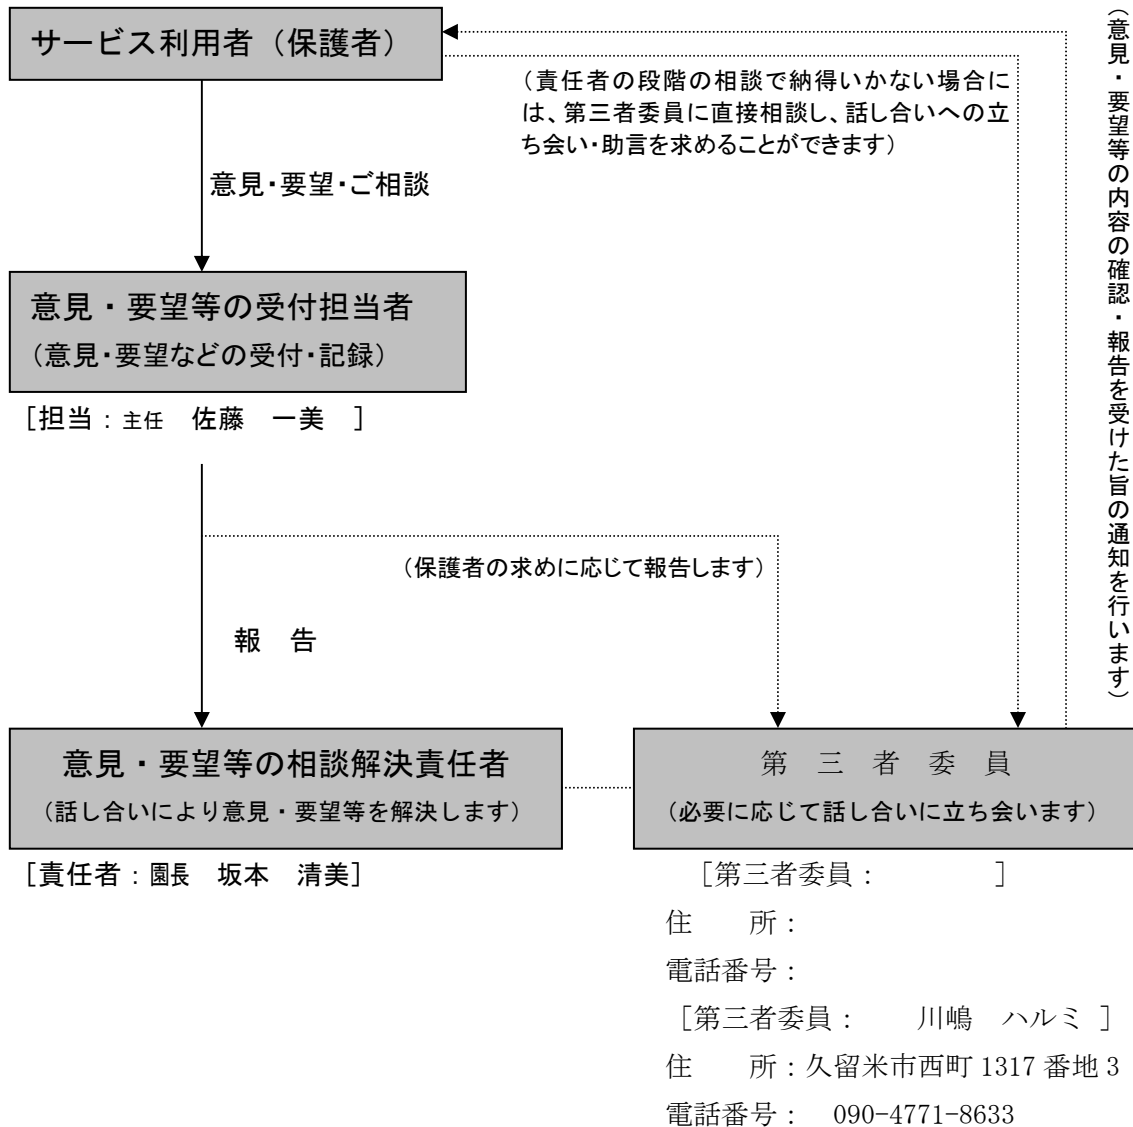 サービス利用者（保護者）
（責任者の段階の相談で納得いかない場合に
は、第三者委員に直接相談し、話し合いへの立
ち会い・助言を求めることができます）
（意見・要望等の内容の確認・報告を受けた旨の通知を行います）
意見・要望・ご相談
意見・要望等の受付担当者
（意見・要望などの受付・記録）
［担当：主任　佐藤　一美　］
（保護者の求めに応じて報告します）
報　告
意見・要望等の相談解決責任者
（話し合いにより意見・要望等を解決します）
［責任者：園長　坂本　清美］
第　三　者　委　員
（必要に応じて話し合いに立ち会います）
［第三者委員：　　　　］
住　　所：
電話番号：
［第三者委員：　　川嶋　ハルミ ］
住　　所：久留米市西町 1317 番地 3
電話番号：　090-4771-8633